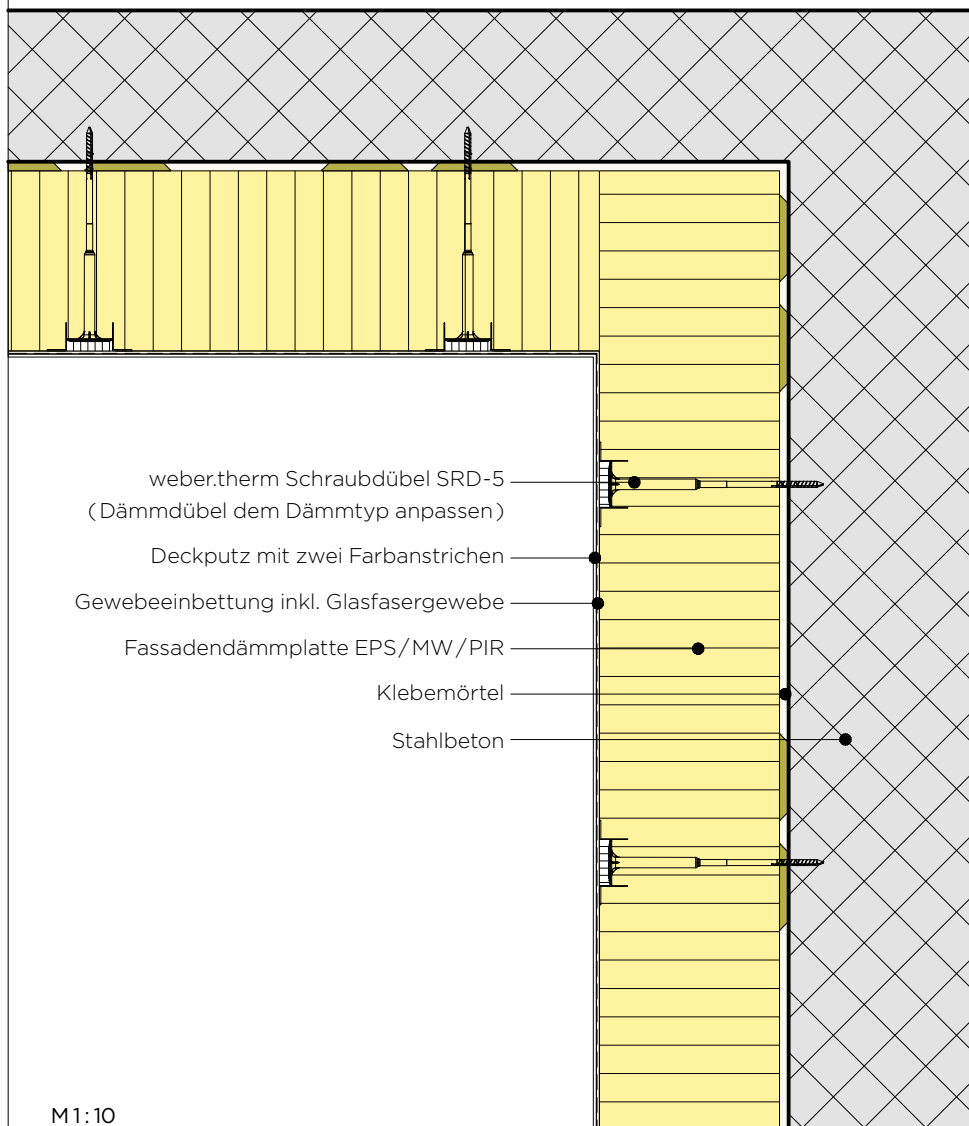 weber.therm Schraubdübel SRD-5
(Dämmdübel dem Dämmtyp anpassen)
Deckputz mit zwei Farbanstrichen
Gewebeeinbettung inkl. Glasfasergewebe
Fassadendämmplatte EPS/MW/PIR
Klebemörtel
Stahlbeton
M 1 : 10